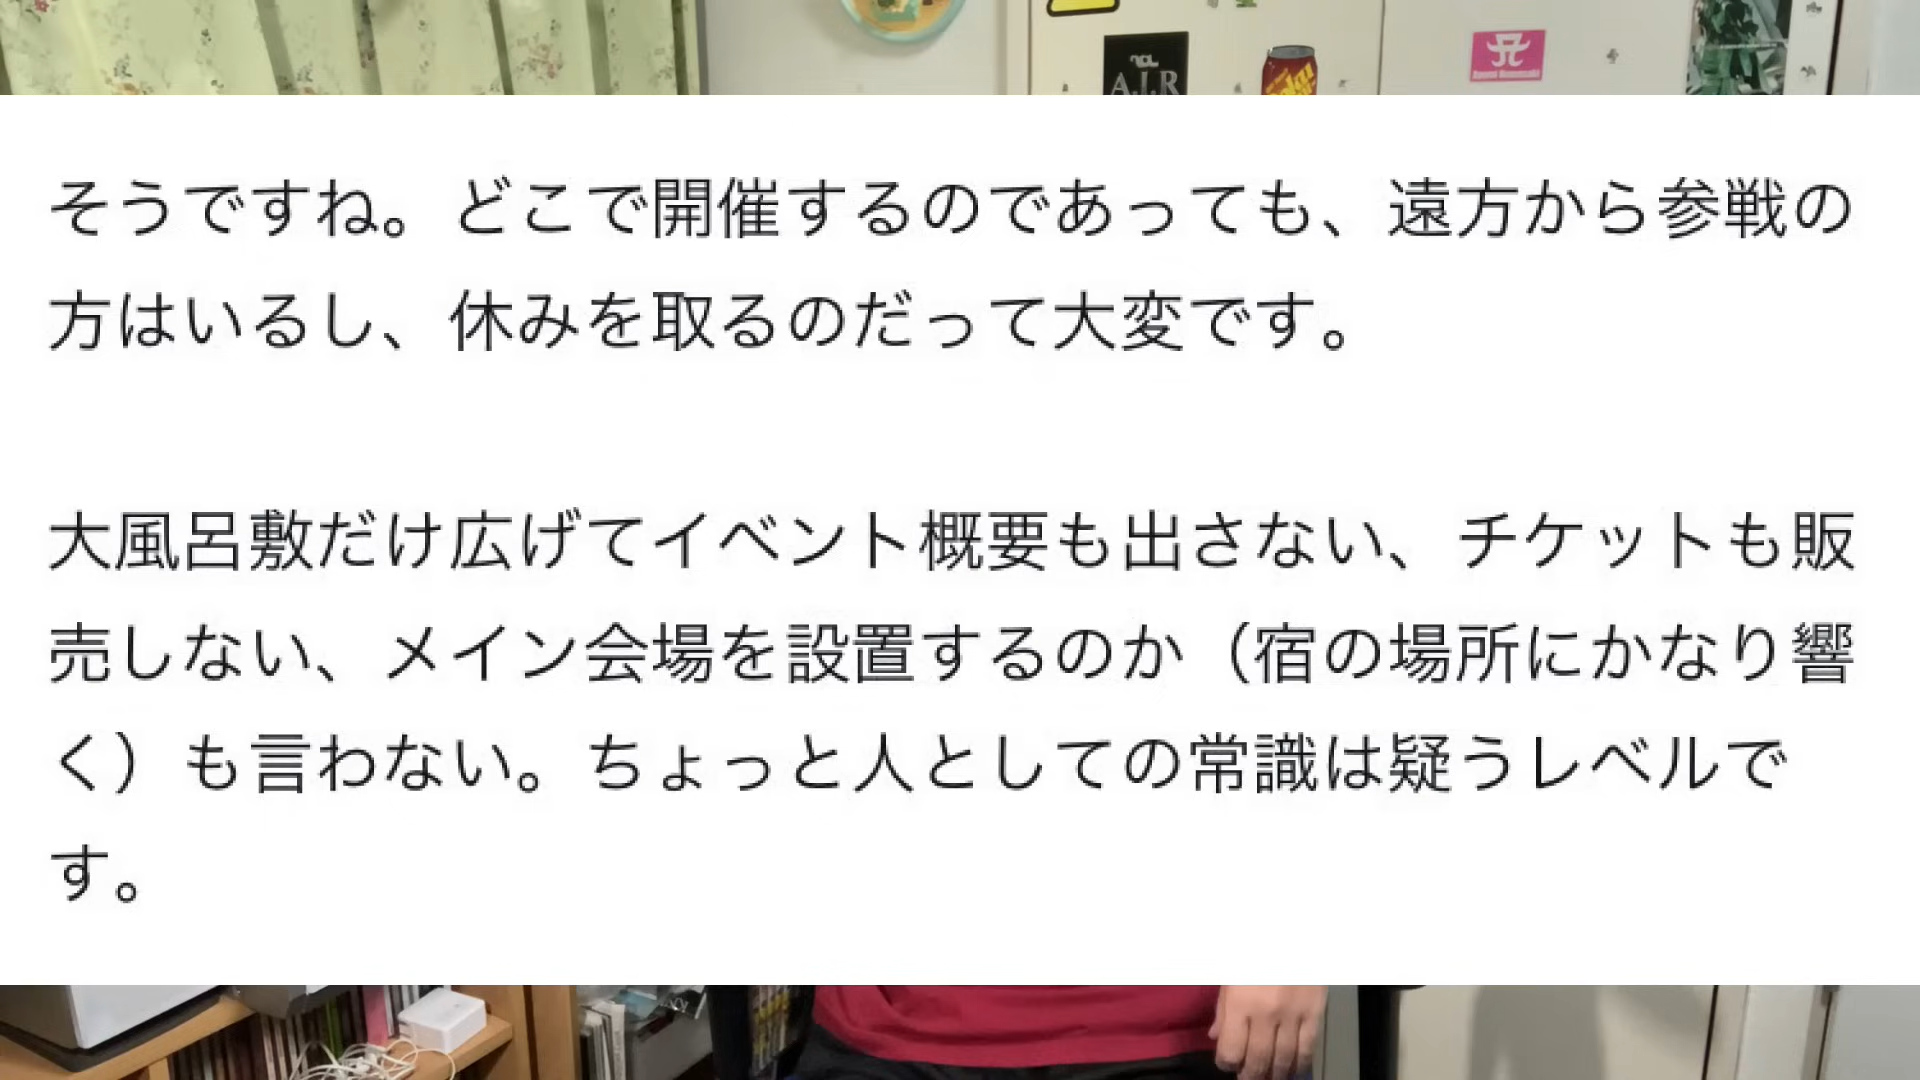 A.I.R
そうですね。どこで開催するのであっても、遠方から参戦の
方はいるし、休みを取るのだって大変です。
大風呂敷だけ広げてイベント概要も出さない、チケットも販
売しない、メイン会場を設置するのか（宿の場所にかなり響
く）も言わない。ちょっと人としての常識は疑うレベルで
す。